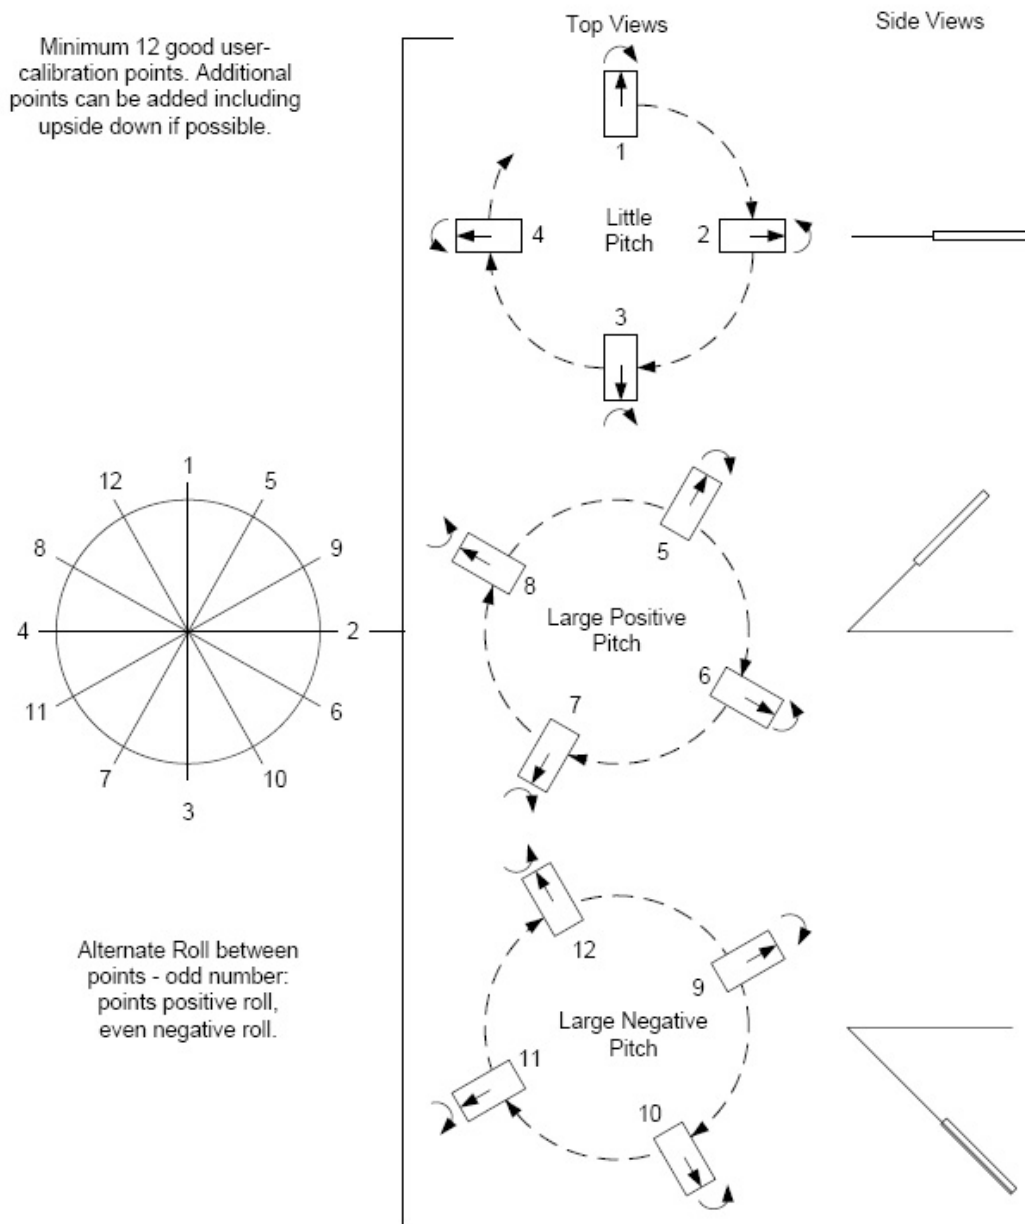 Minimum 12 good user-
calibration points. Additional
points can be added including
upside down if possible.
Top Views
Side Views
1
4
Little
Pitch
2
3
1
12
5
8
9
4
2
11
6
7
10
3
5
8
Large Positive
Pitch
6
7
Alternate Roll between
points - odd number:
points positive roll,
even negative roll.
12
9
Large Negative
Pitch
11
10